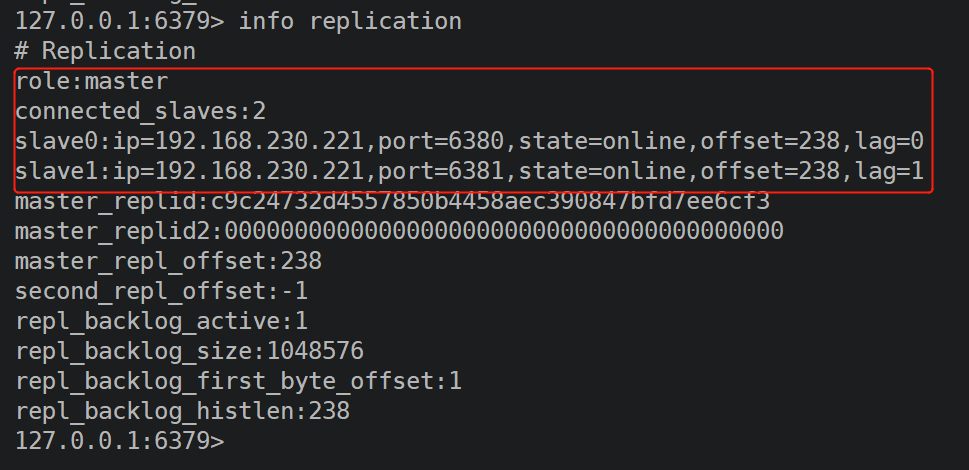 127.0.0.1:6379> info replication
# Replication
role:master
connected_slaves:2
slave0:ip=192.168.230.221,port=6380,state=online,offset=238,lag=0
slave1:ip=192.168.230.221,port=6381,state=online,offset=238,lag=1
master_replid:c9c24732d4557850b4458aec390847bfd7ee6cf3
master_replid2:0000000000000000000000000000000000000000
master_repl_offset:238
second_repl_offset:-1
repl_backlog_active:1
repl_backlog_size:1048576
repl_backlog_first_byte_offset:1
repl_backlog_histlen:238
127.0.0.1:6379>